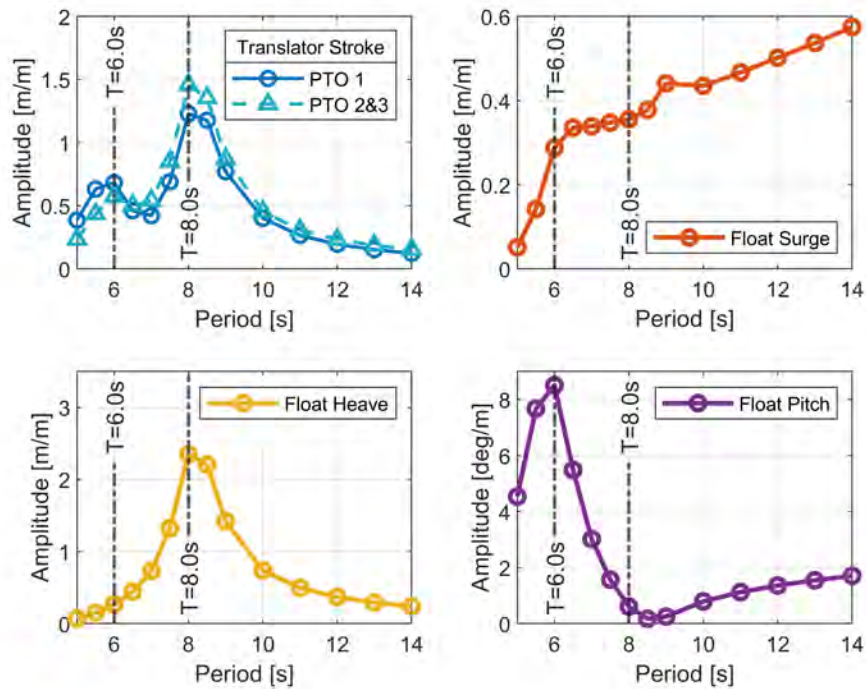 Translator Stroke
PTO 1
PTO 2&3
T=6.0s
T=8.0s
Amplitude [m/m]
2
1.5
1
0.5
0
6
8
10
12
14
Period [s]
T=6.0s
T=8.0s
Float Surge
Amplitude [m/m]
0.6
0.4
0.2
0
6
8
10
12
14
Period [s]
Float Heave
T=6.0s
T=8.0s
Amplitude [m/m]
3
2
1
0
6
8
10
12
14
Period [s]
Float Pitch
T=8.0s
T=6.0s
Amplitude [deg/m]
8
6
4
2
0
6
8
10
12
14
Period [s]